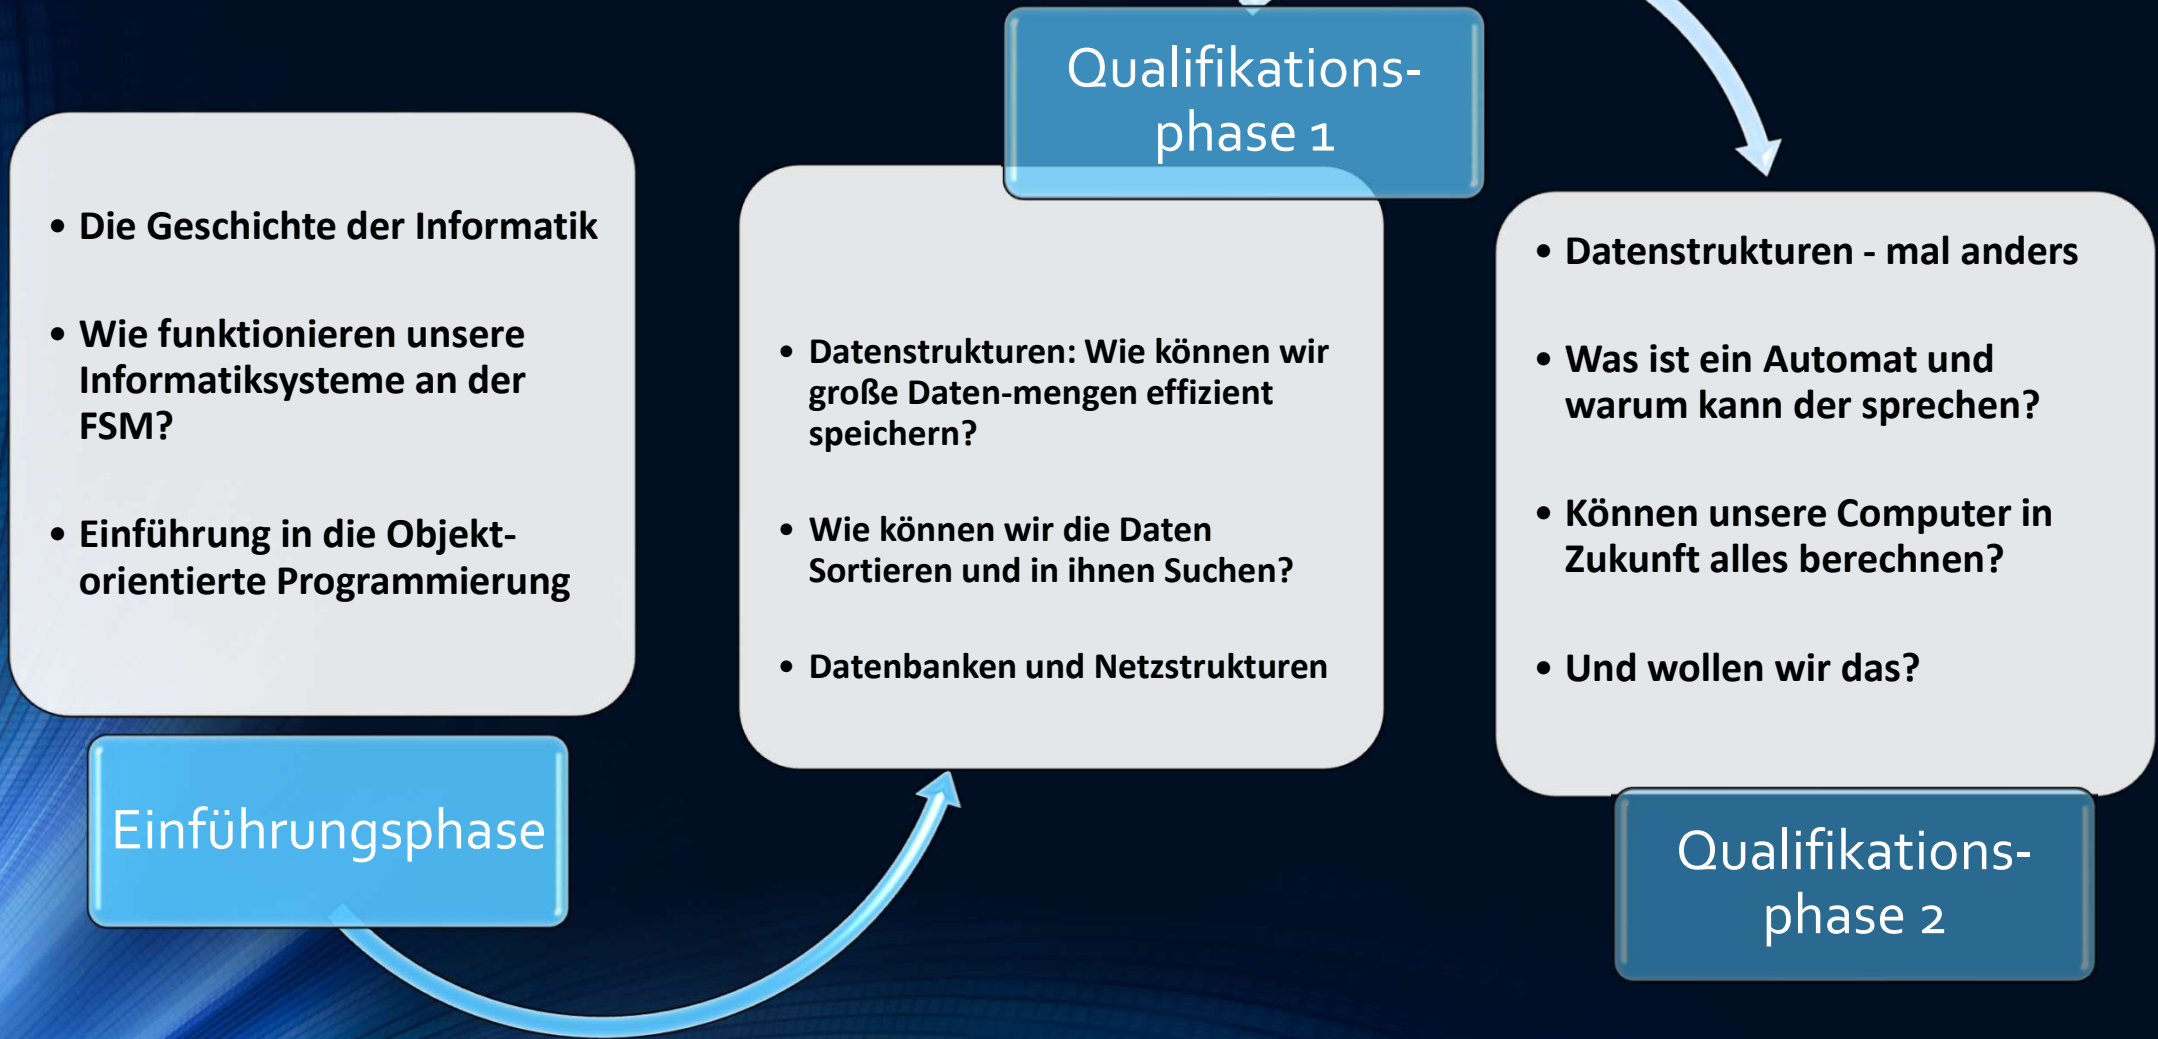 • Die Geschichte der Informatik
• Wie funktionieren unsere
Informatiksysteme an der
FSM?
• Einführung in die Objekt-
orientierte Programmierung
Einführungsphase
Qualifikations-
phase 1
• Datenstrukturen: Wie können wir
große Daten-mengen effizient
speichern?
• Wie können wir die Daten
Sortieren und in ihnen Suchen?
• Datenbanken und Netzstrukturen
• Datenstrukturen - mal anders
• Was ist ein Automat und
warum kann der sprechen?
• Können unsere Computer in
Zukunft alles berechnen?
• Und wollen wir das?
Qualifikations-
phase 2